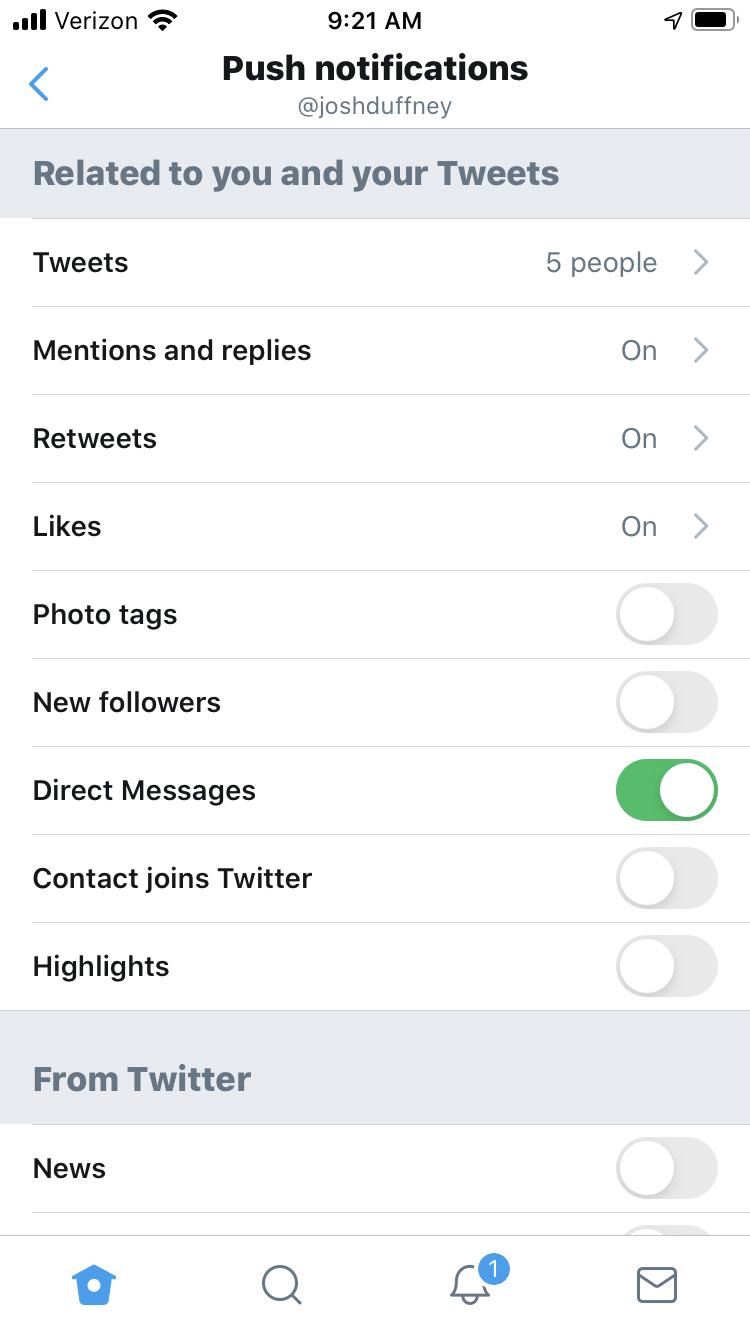 Verizon 9:21 AM
Push notifications
@joshduffney
Related to you and your Tweets
Tweets 5 people
Mentions and replies On
Retweets On
Likes On
Photo tags
New followers
Direct Messages
Contact joins Twitter
Highlights
From Twitter
News
1